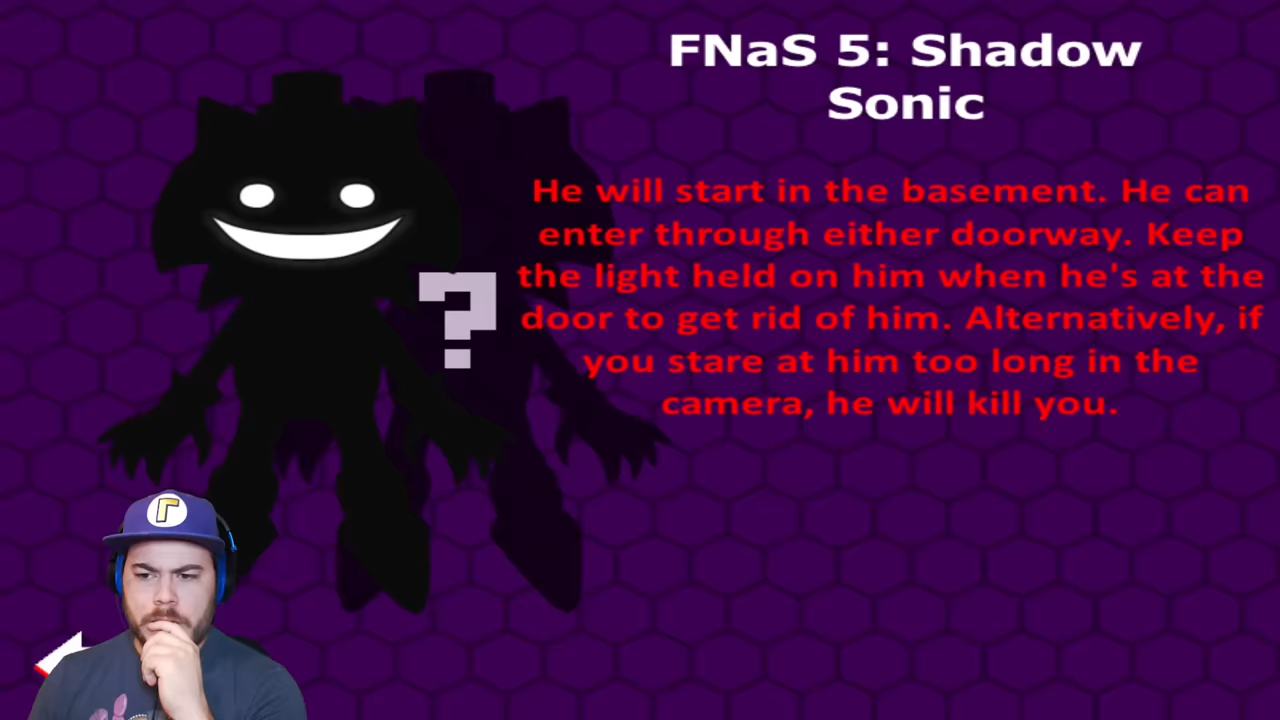 FNaS 5: Shadow
Sonic
He will start in the basement. He can
enter through either doorway. Keep
the light held on him when he's at the
door to get rid of him. Alternatively, if
you stare at him too long in the
camera, he will kill you.
?
Γ